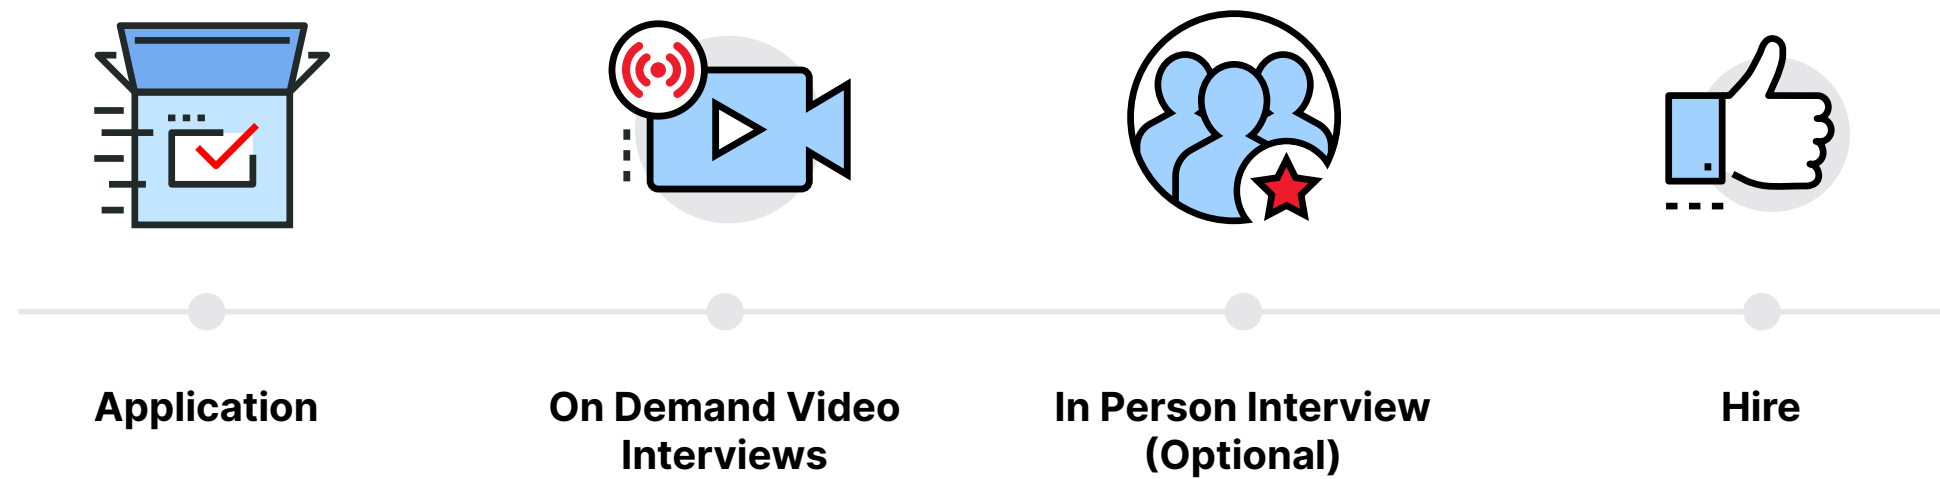 Application
On Demand Video
Interviews
In Person Interview
(Optional)
Hire